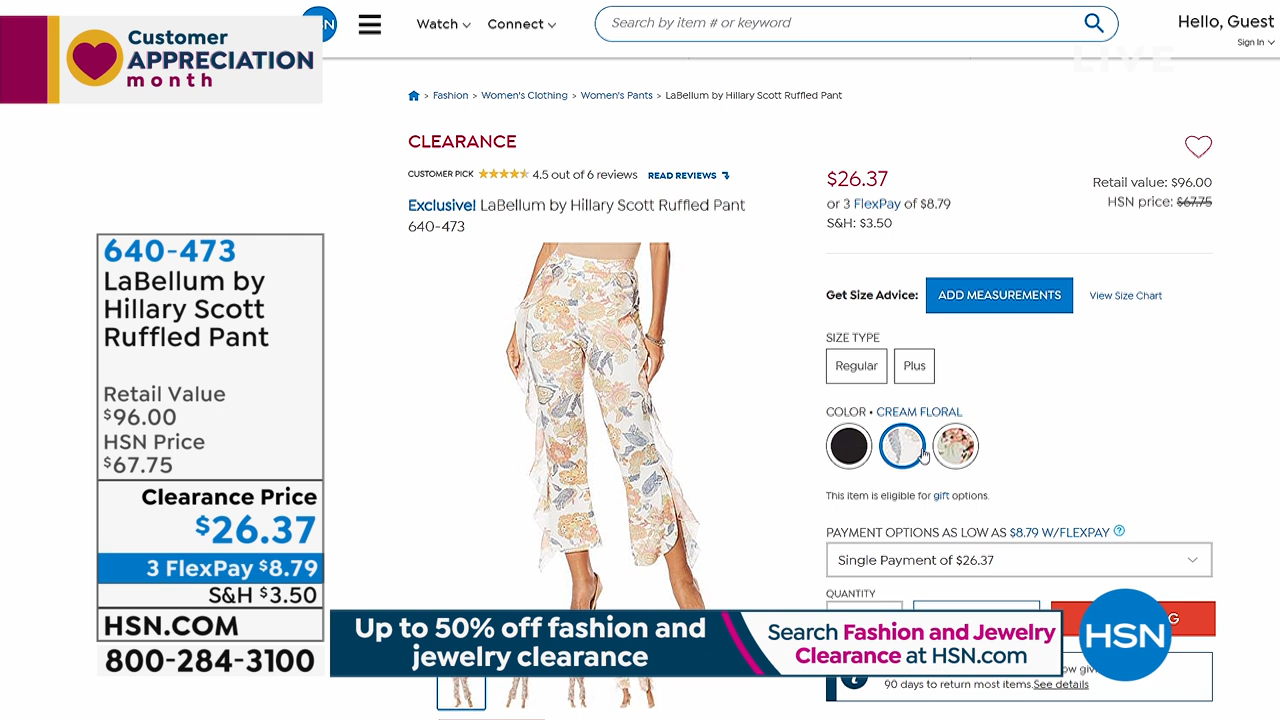 Customer
APPRECIATION
month
Watch
Connect
Search by item # or keyword
Hello, Guest
Sign In
LIVE
> Fashion > Women's Clothing > Women's Pants > LaBellum by Hillary Scott Ruffled Pant
CLEARANCE
CUSTOMER PICK 4.5 out of 6 reviews READ REVIEWS
Exclusive! LaBellum by Hillary Scott Ruffled Pant
640-473
$26.37
or 3 FlexPay of $8.79
S&H: $3.50
Retail value: $96.00
HSN price: $67.75
Get Size Advice: ADD MEASUREMENTS View Size Chart
SIZE TYPE
Regular Plus
COLOR • CREAM FLORAL
This item is eligible for gift options.
PAYMENT OPTIONS AS LOW AS $8.79 W/FLEXPAY ?
Single Payment of $26.37
QUANTITY
90 days to return most items. See details
640-473
LaBellum by
Hillary Scott
Ruffled Pant
Retail Value
$96.00
HSN Price
$67.75
Clearance Price
$26.37
3 FlexPay $8.79
S&H $3.50
HSN.COM
800-284-3100
Up to 50% off fashion and
jewelry clearance
Search Fashion and Jewelry
Clearance at HSN.com
HSN